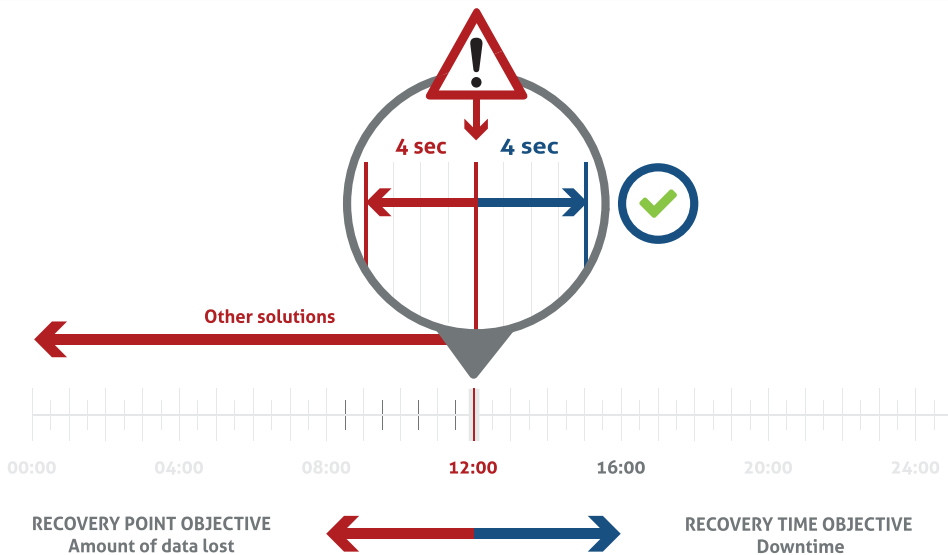 4 sec
4 sec
Other solutions
00:00
04:00
08:00
12:00
16:00
20:00
24:00
RECOVERY POINT OBJECTIVE
Amount of data lost
RECOVERY TIME OBJECTIVE
Downtime